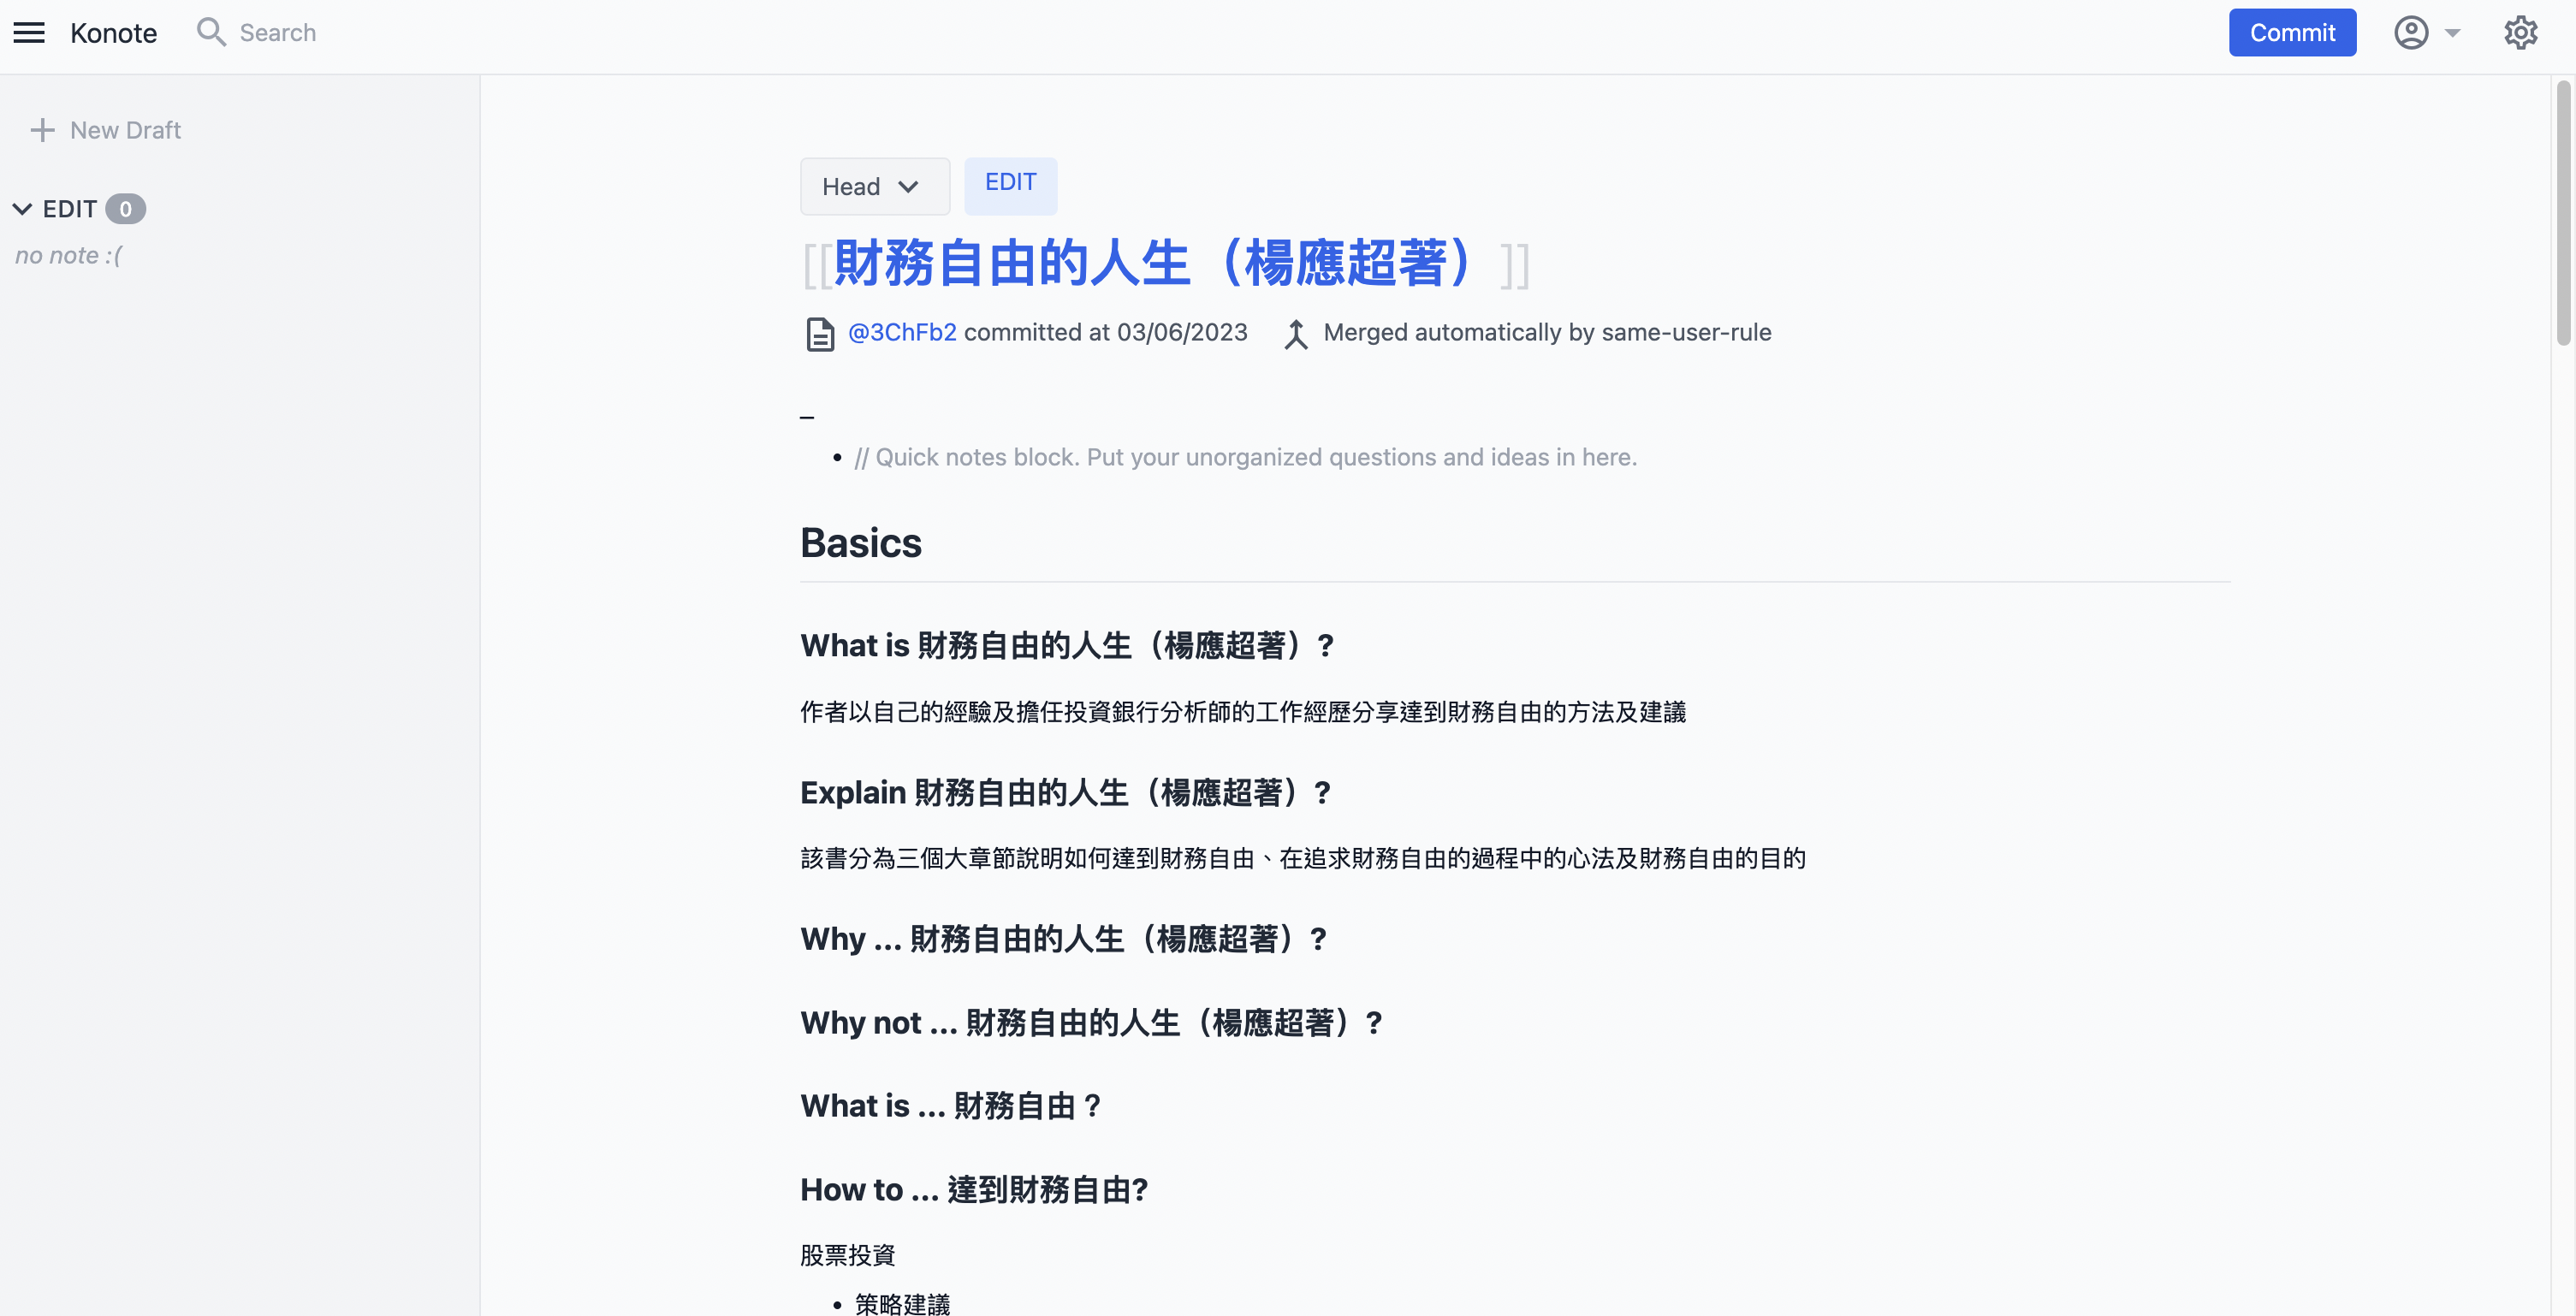 Konote
Search
Commit
New Draft
EDIT 0
no note :(
Head
EDIT
[[財務自由的人生（楊應超著）]]
@3ChFb2 committed at 03/06/2023 Merged automatically by same-user-rule
–
• // Quick notes block. Put your unorganized questions and ideas in here.
Basics
What is 財務自由的人生（楊應超著）?
作者以自己的經驗及擔任投資銀行分析師的工作經歷分享達到財務自由的方法及建議
Explain 財務自由的人生（楊應超著）?
該書分為三個大章節說明如何達到財務自由、在追求財務自由的過程中的心法及財務自由的目的
Why ... 財務自由的人生（楊應超著）?
Why not ... 財務自由的人生（楊應超著）?
What is ... 財務自由？
How to ... 達到財務自由?
股票投資
• 策略建議